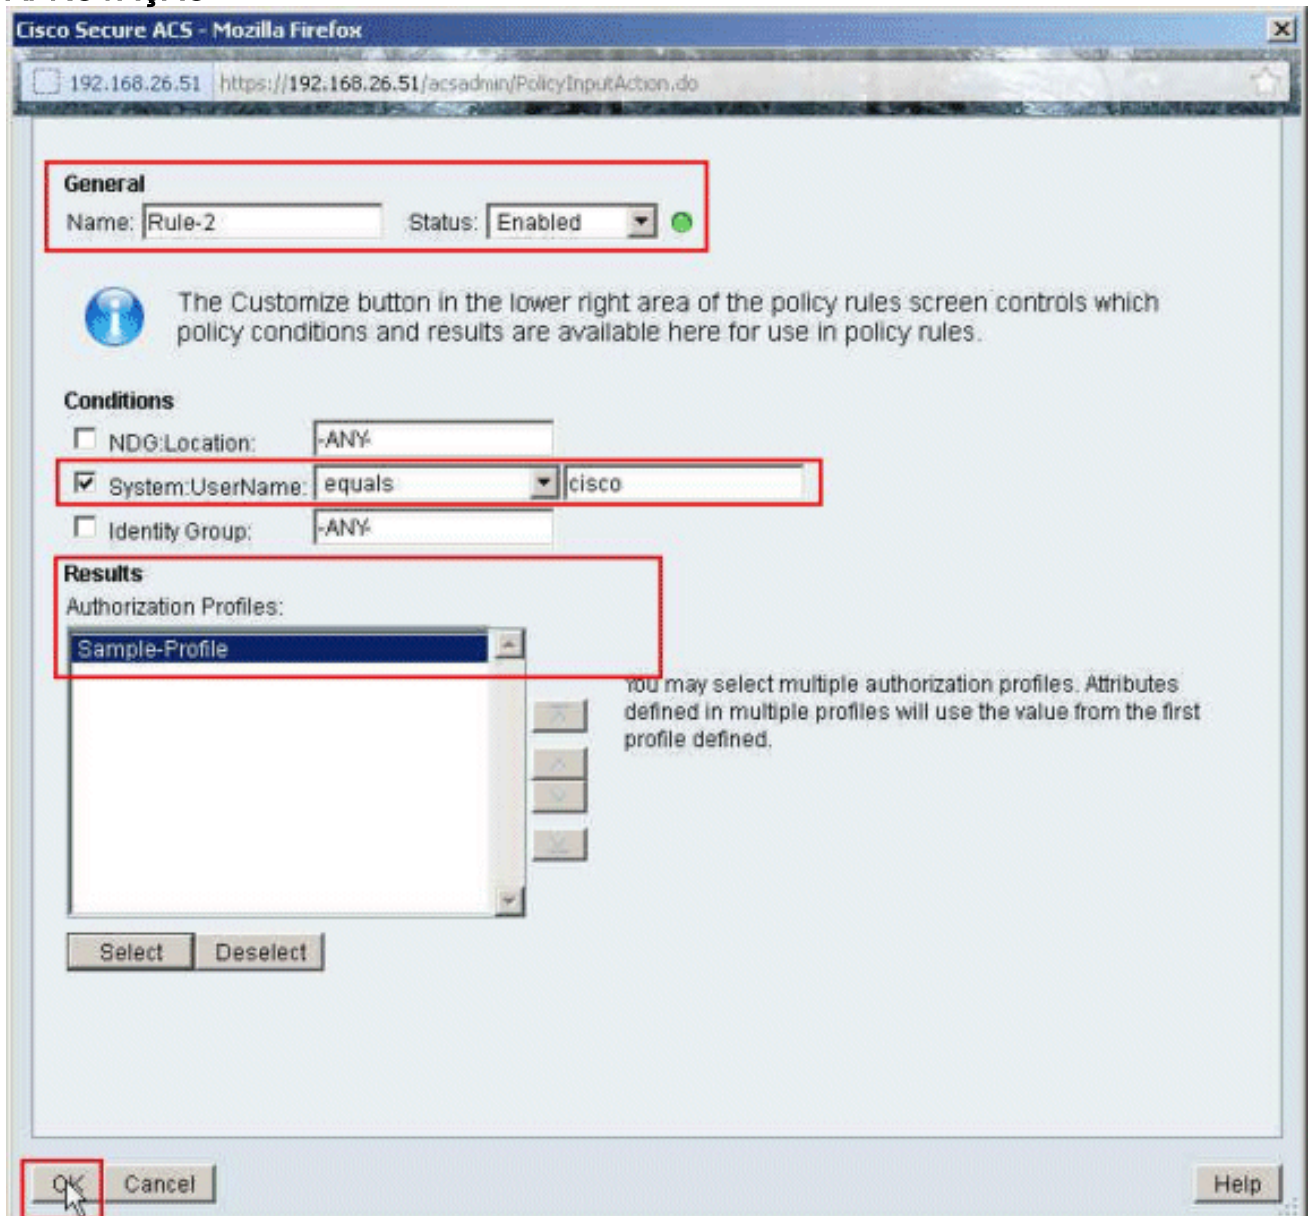 Cisco Secure ACS - Mozilla Firefox
192.168.26.51 https://192.168.26.51/acsadmin/PolicyInputAction.do
General
Name: Rule-2 Status: Enabled
The Customize button in the lower right area of the policy rules screen controls which
policy conditions and results are available here for use in policy rules.
Conditions
NDG:Location: -ANY-
System:UserName: equals cisco
Identity Group: -ANY-
Results
Authorization Profiles:
Sample-Profile
You may select multiple authorization profiles. Attributes
defined in multiple profiles will use the value from the first
profile defined.
Select Deselect
OK Cancel Help